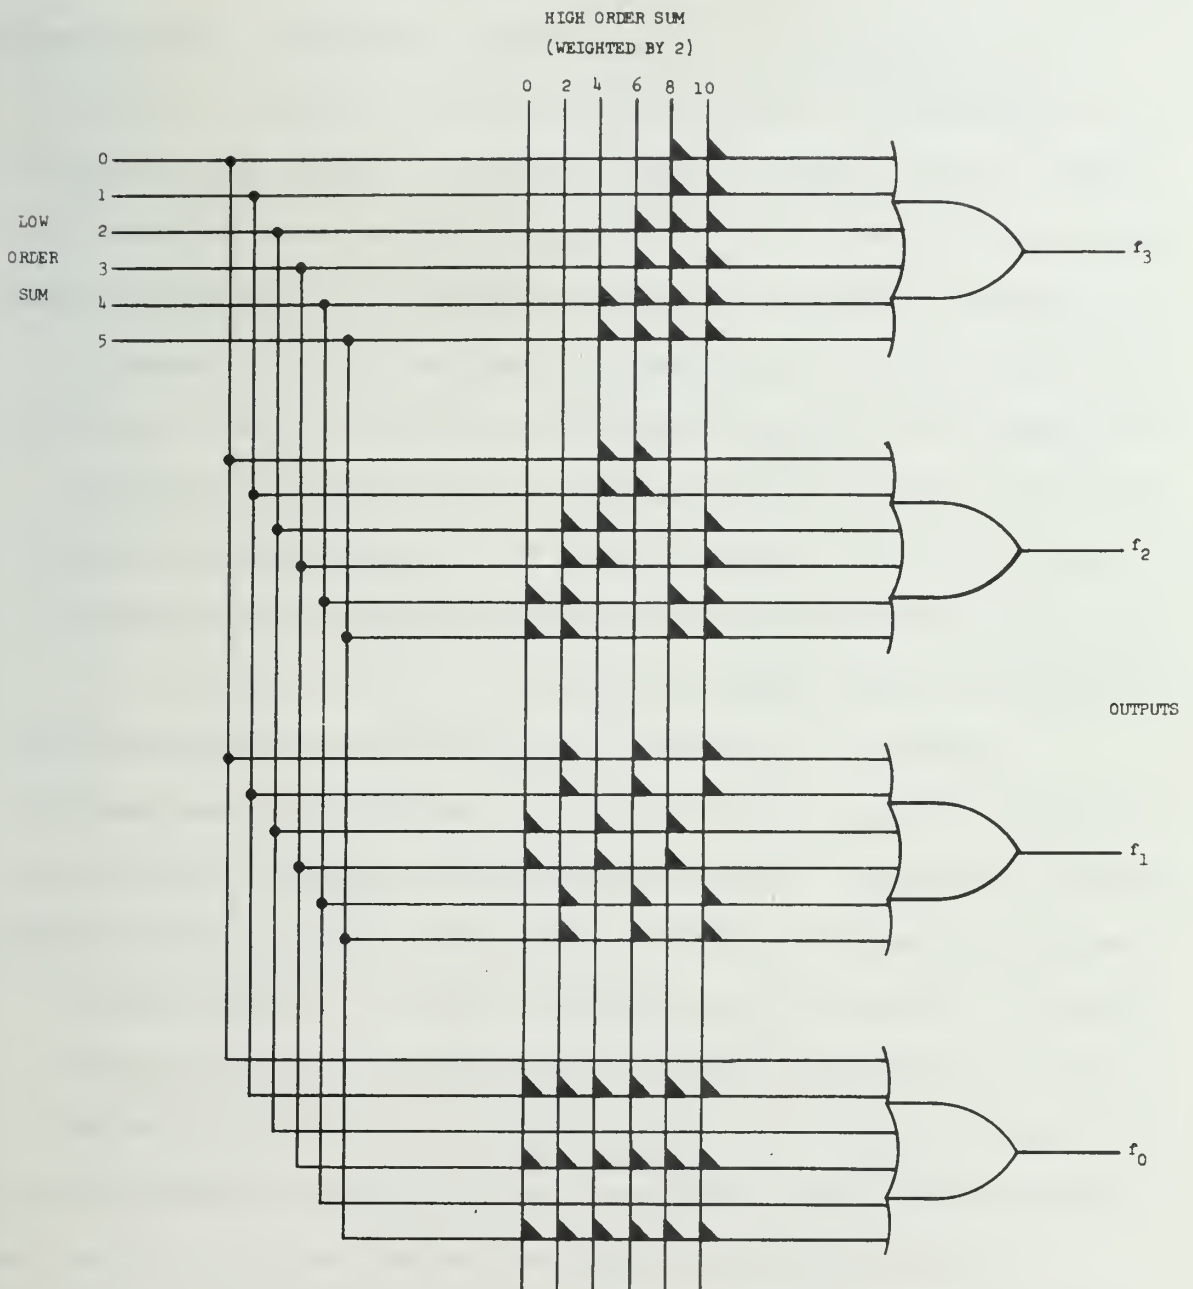 HIGH ORDER SUM
(WEIGHTED BY 2)
0 2 4 6 8 10
0
1
LOW
2
ORDER
3
SUM
4
5
f3
f2
OUTPUTS
f1
f0